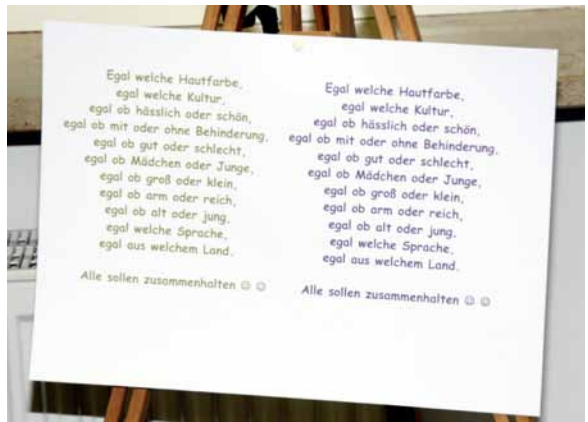 Egal welche Hautfarbe,
egal welche Kultur,
egal ob hässlich oder schön,
egal ob mit oder ohne Behinderung,
egal ob gut oder schlecht,
egal ob Mädchen oder Junge,
egal ob groß oder klein,
egal ob arm oder reich,
egal ob alt oder jung,
egal welche Sprache,
egal aus welchem Land.
Alle sollen zusammenhalten ☺ ☺
Egal welche Hautfarbe,
egal welche Kultur,
egal ob hässlich oder schön,
egal ob mit oder ohne Behinderung,
egal ob gut oder schlecht,
egal ob Mädchen oder Junge,
egal ob groß oder klein,
egal ob arm oder reich,
egal ob alt oder jung,
egal welche Sprache,
egal aus welchem Land.
Alle sollen zusammenhalten ☺ ☺